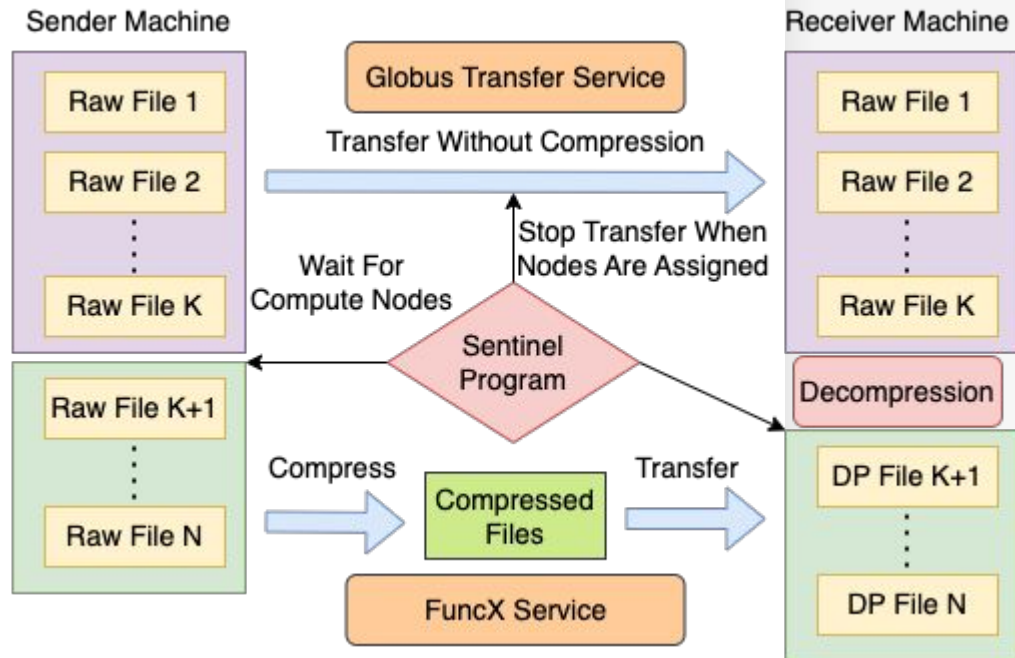 Sender Machine
Receiver Machine
Raw File 1
Raw File 2
Raw File K
Globus Transfer Service
Transfer Without Compression
Raw File 1
Raw File 2
Raw File K
Wait For
Compute Nodes
Stop Transfer When
Nodes Are Assigned
Sentinel
Program
Decompression
Raw File K+1
Raw File N
Compress
Compressed
Files
Transfer
DP File K+1
DP File N
FuncX Service